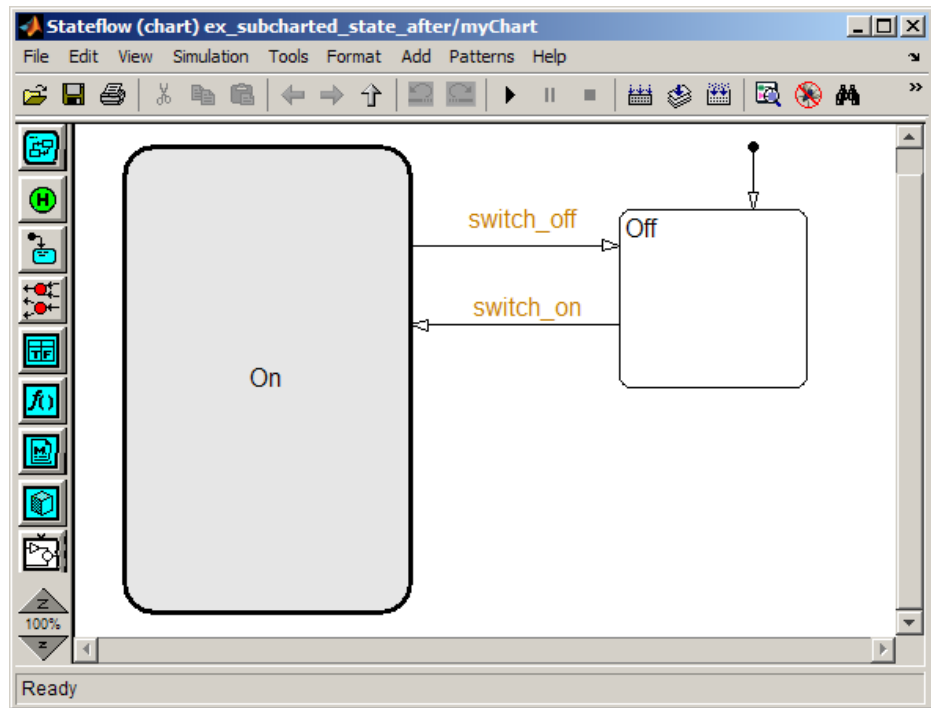 Stateflow (chart) ex_subcharted_state_after/myChart
File Edit View Simulation Tools Format Add Patterns Help
»
H
switch_off
Off
switch_on
TF
On
f()
M
Z
100%
z
Ready